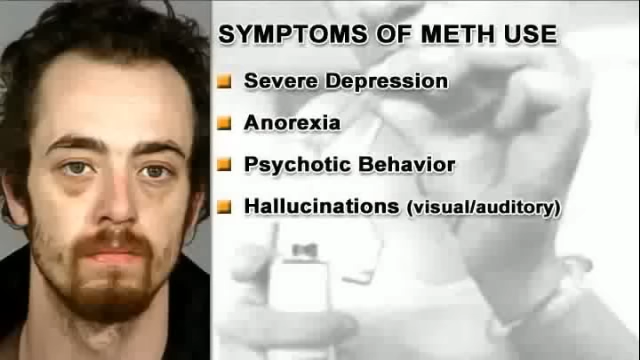 SYMPTOMS OF METH USE
Severe Depression
Anorexia
Psychotic Behavior
Hallucinations (visual/auditory)